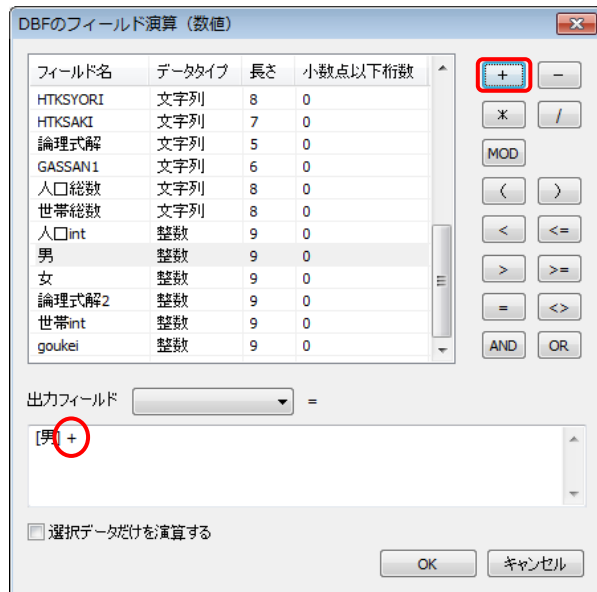 DBFのフィールド演算（数値）
フィールド名 データタイプ 長さ 小数点以下桁数
HTKSYORI 文字列 8 0
HTKSAKI 文字列 7 0
論理式解 文字列 5 0
GASSAN1 文字列 6 0
人口総数 文字列 8 0
世帯総数 文字列 8 0
人口int 整数 9 0
男 整数 9 0
女 整数 9 0
論理式解2 整数 9 0
世帯int 整数 9 0
goukei 整数 9 0
+ -
* /
MOD
( )
< <=
> >=
= <>
AND OR
出力フィールド =
[男] +
選択データだけを演算する
OK キャンセル